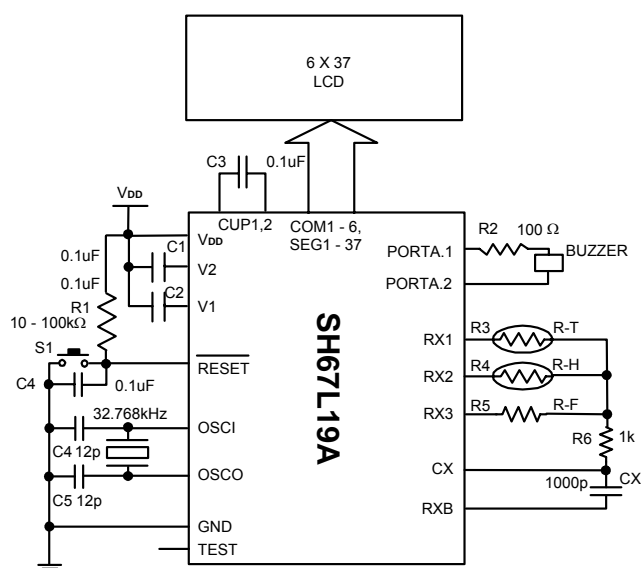 6 X 37
LCD
C3
0.1uF
VDD
CUP1,2
COM1 - 6,
SEG1 - 37
VDD
0.1uF
C1
V2
0.1uF
C2
V1
R1
10 - 100kΩ
S1
RESET
C4
0.1uF
32.768kHz
OSCI
C4 12p
OSCO
C5 12p
GND
TEST
SH67L19A
R2
100 Ω
PORTA.1
BUZZER
PORTA.2
RX1
R3
R-T
RX2
R4
R-H
RX3
R5
R-F
R6
1k
CX
1000p
CX
RXB